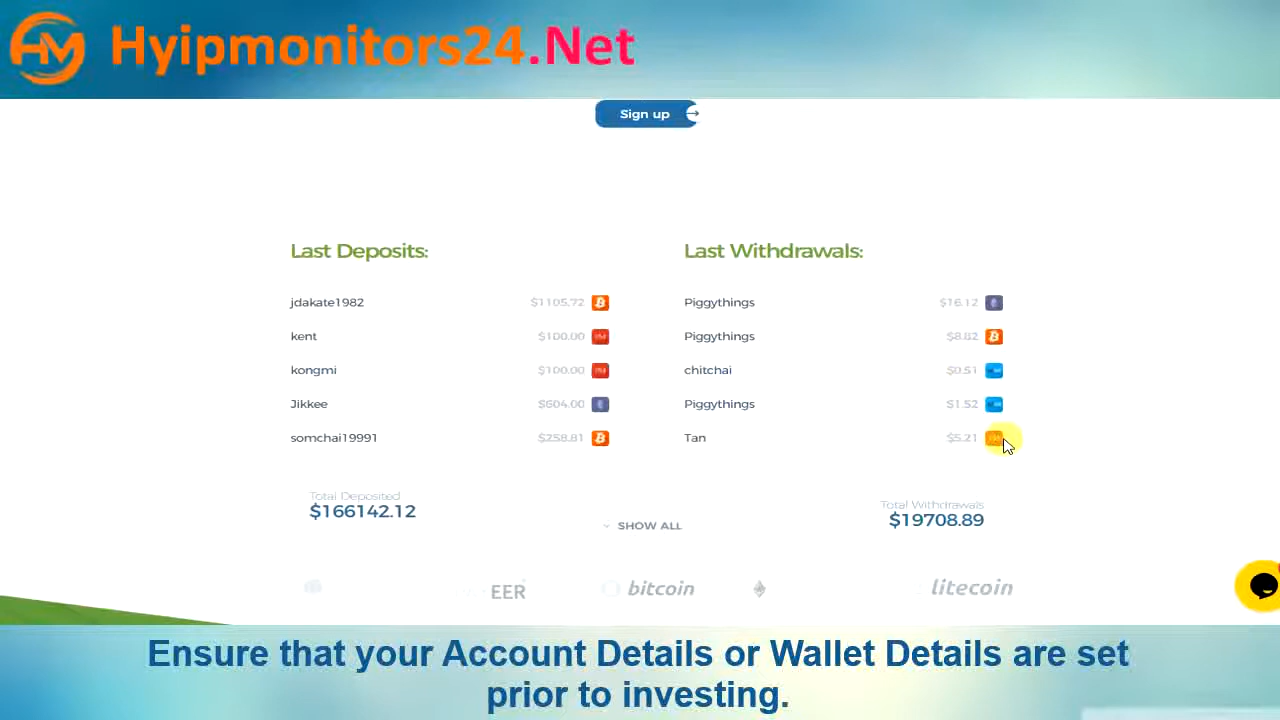 Hyipmonitors24.Net
Sign up
Last Deposits:
jdakate1982 $1105.72
kent $100.00
kongmi $100.00
Jikkee $604.00
somchai19991 $258.81
Total Deposited
$166142.12
Last Withdrawals:
Piggythings $16.12
Piggythings $8.82
chitchai $0.51
Piggythings $1.52
Tan $5.21
Total Withdrawals
$19708.89
SHOW ALL
EER bitcoin litecoin
Ensure that your Account Details or Wallet Details are set
prior to investing.